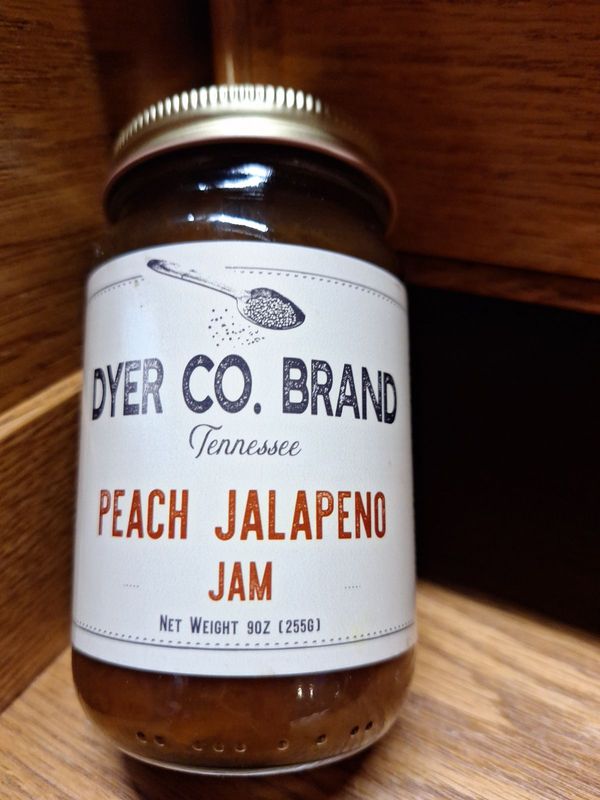 DYER CO. BRAND
Tennessee
PEACH JALAPENO
JAM
NET WEIGHT 9OZ (255G)